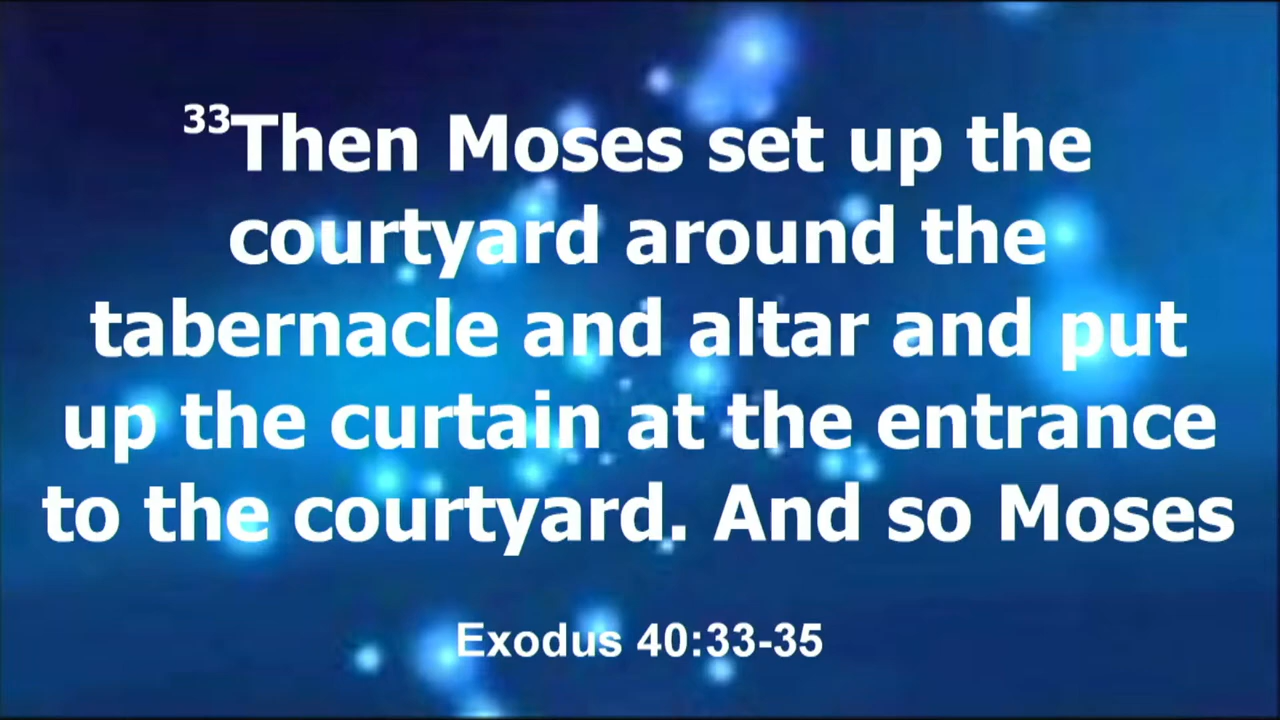 33Then Moses set up the
courtyard around the
tabernacle and altar and put
up the curtain at the entrance
to the courtyard. And so Moses
Exodus 40:33-35